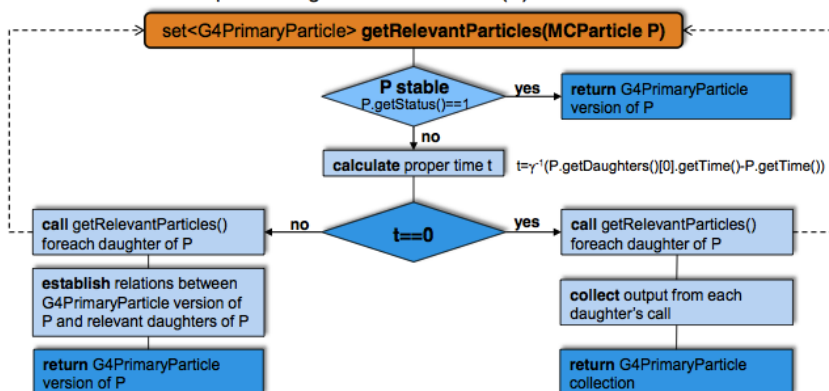 set<G4PrimaryParticle> getRelevantParticles(MCParticle P)
P stable
P.getStatus()==1
yes
return G4PrimaryParticle
version of P
no
calculate proper time t
t=γ⁻¹(P.getDaughters()[0].getTime()-P.getTime())
t==0
no
yes
call getRelevantParticles()
foreach daughter of P
establish relations between
G4PrimaryParticle version of
P and relevant daughters of P
return G4PrimaryParticle
version of P
call getRelevantParticles()
foreach daughter of P
collect output from each
daughter's call
return G4PrimaryParticle
collection